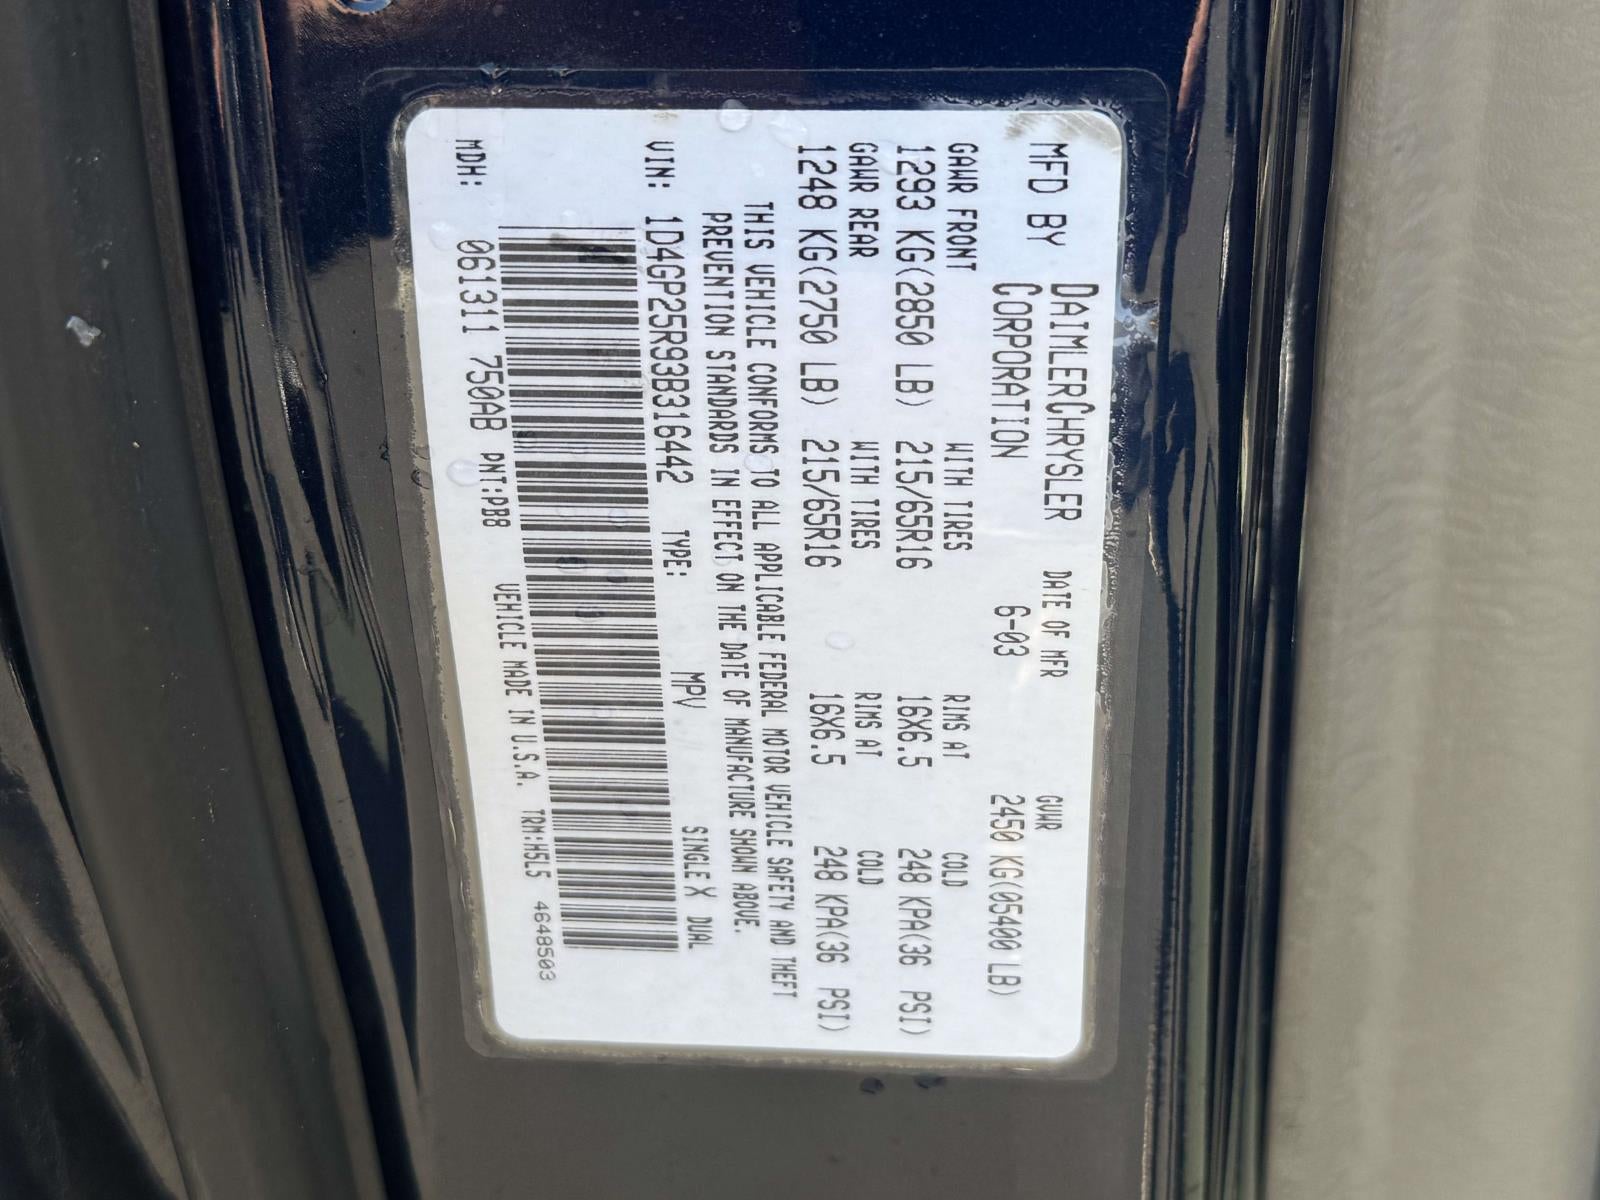 MFD BY DAIMLERCHRYSLER CORPORATION DATE OF MFR 6-03 GVWR 2450 KG(05400 LB)
GAWR FRONT WITH TIRES RIMS AT COLD
1293 KG(2850 LB) 215/65R16 16X6.5 248 KPA(36 PSI)
GAWR REAR WITH TIRES RIMS AT COLD
1248 KG(2750 LB) 215/65R16 16X6.5 248 KPA(36 PSI)
THIS VEHICLE CONFORMS TO ALL APPLICABLE FEDERAL MOTOR VEHICLE SAFETY AND THEFT
PREVENTION STANDARDS IN EFFECT ON THE DATE OF MANUFACTURE SHOWN ABOVE.
VIN: 1D4GP25R93B316442 TYPE: MPV SINGLE X DUAL
MDH: 061311 750AB PNT:PB8 VEHICLE MADE IN U.S.A. TRM:H5L5 4648503